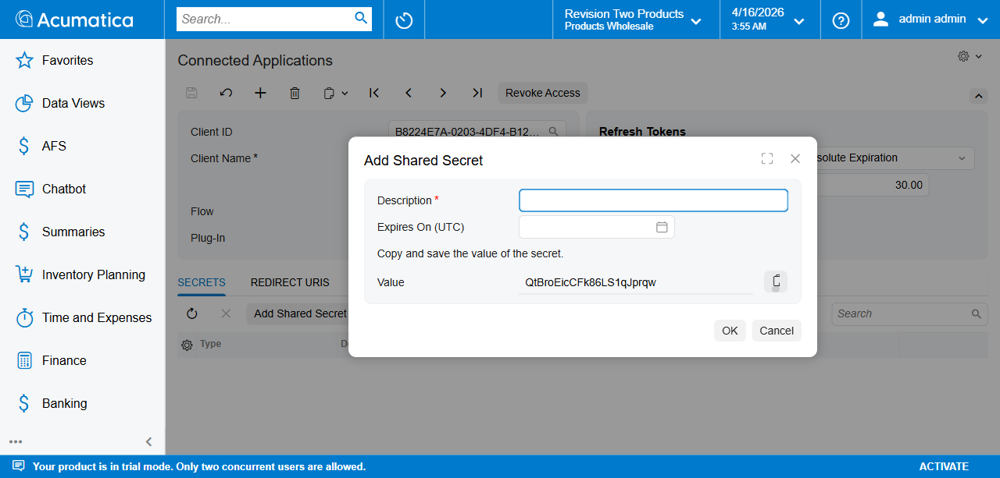 Acumatica
Search...
Revision Two Products
Products Wholesale
4/16/2026
3:55 AM
admin admin
Favorites
Data Views
AFS
Chatbot
Summaries
Inventory Planning
Time and Expenses
Finance
Banking
Connected Applications
Revoke Access
Client ID
B8224E7A-0203-4DF4-B12...
Client Name *
Flow
Plug-In
Refresh Tokens
solute Expiration
30.00
SECRETS
REDIRECT URIS
Add Shared Secret
Search
Type
Add Shared Secret
Description *
Expires On (UTC)
Copy and save the value of the secret.
Value
QtBroEicCFk86LS1qJprqw
OK
Cancel
Your product is in trial mode. Only two concurrent users are allowed.
ACTIVATE